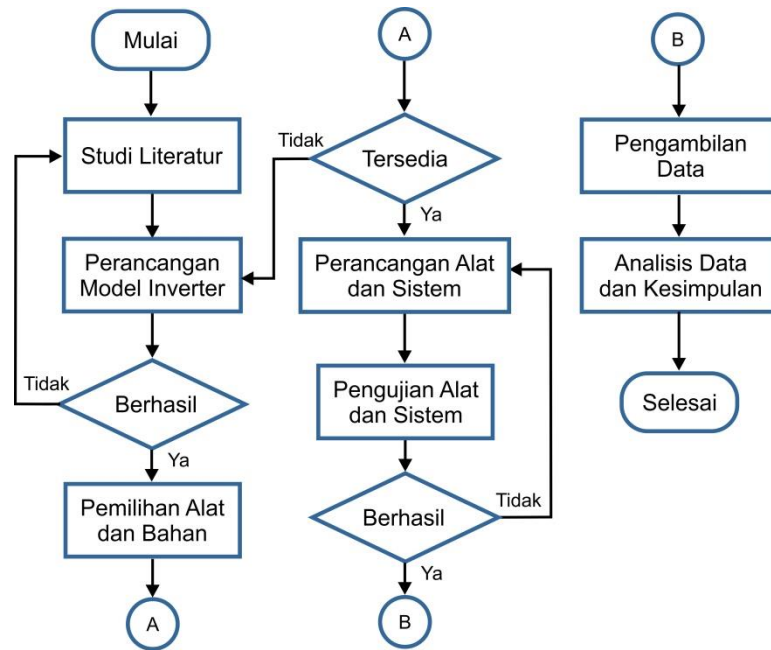 Mulai
Studi Literatur
Perancangan
Model Inverter
Tidak
Berhasil
Ya
Pemilihan Alat
dan Bahan
A
A
Tidak
Tersedia
Ya
Perancangan Alat
dan Sistem
Pengujian Alat
dan Sistem
Berhasil
Tidak
Ya
B
B
Pengambilan
Data
Analisis Data
dan Kesimpulan
Selesai